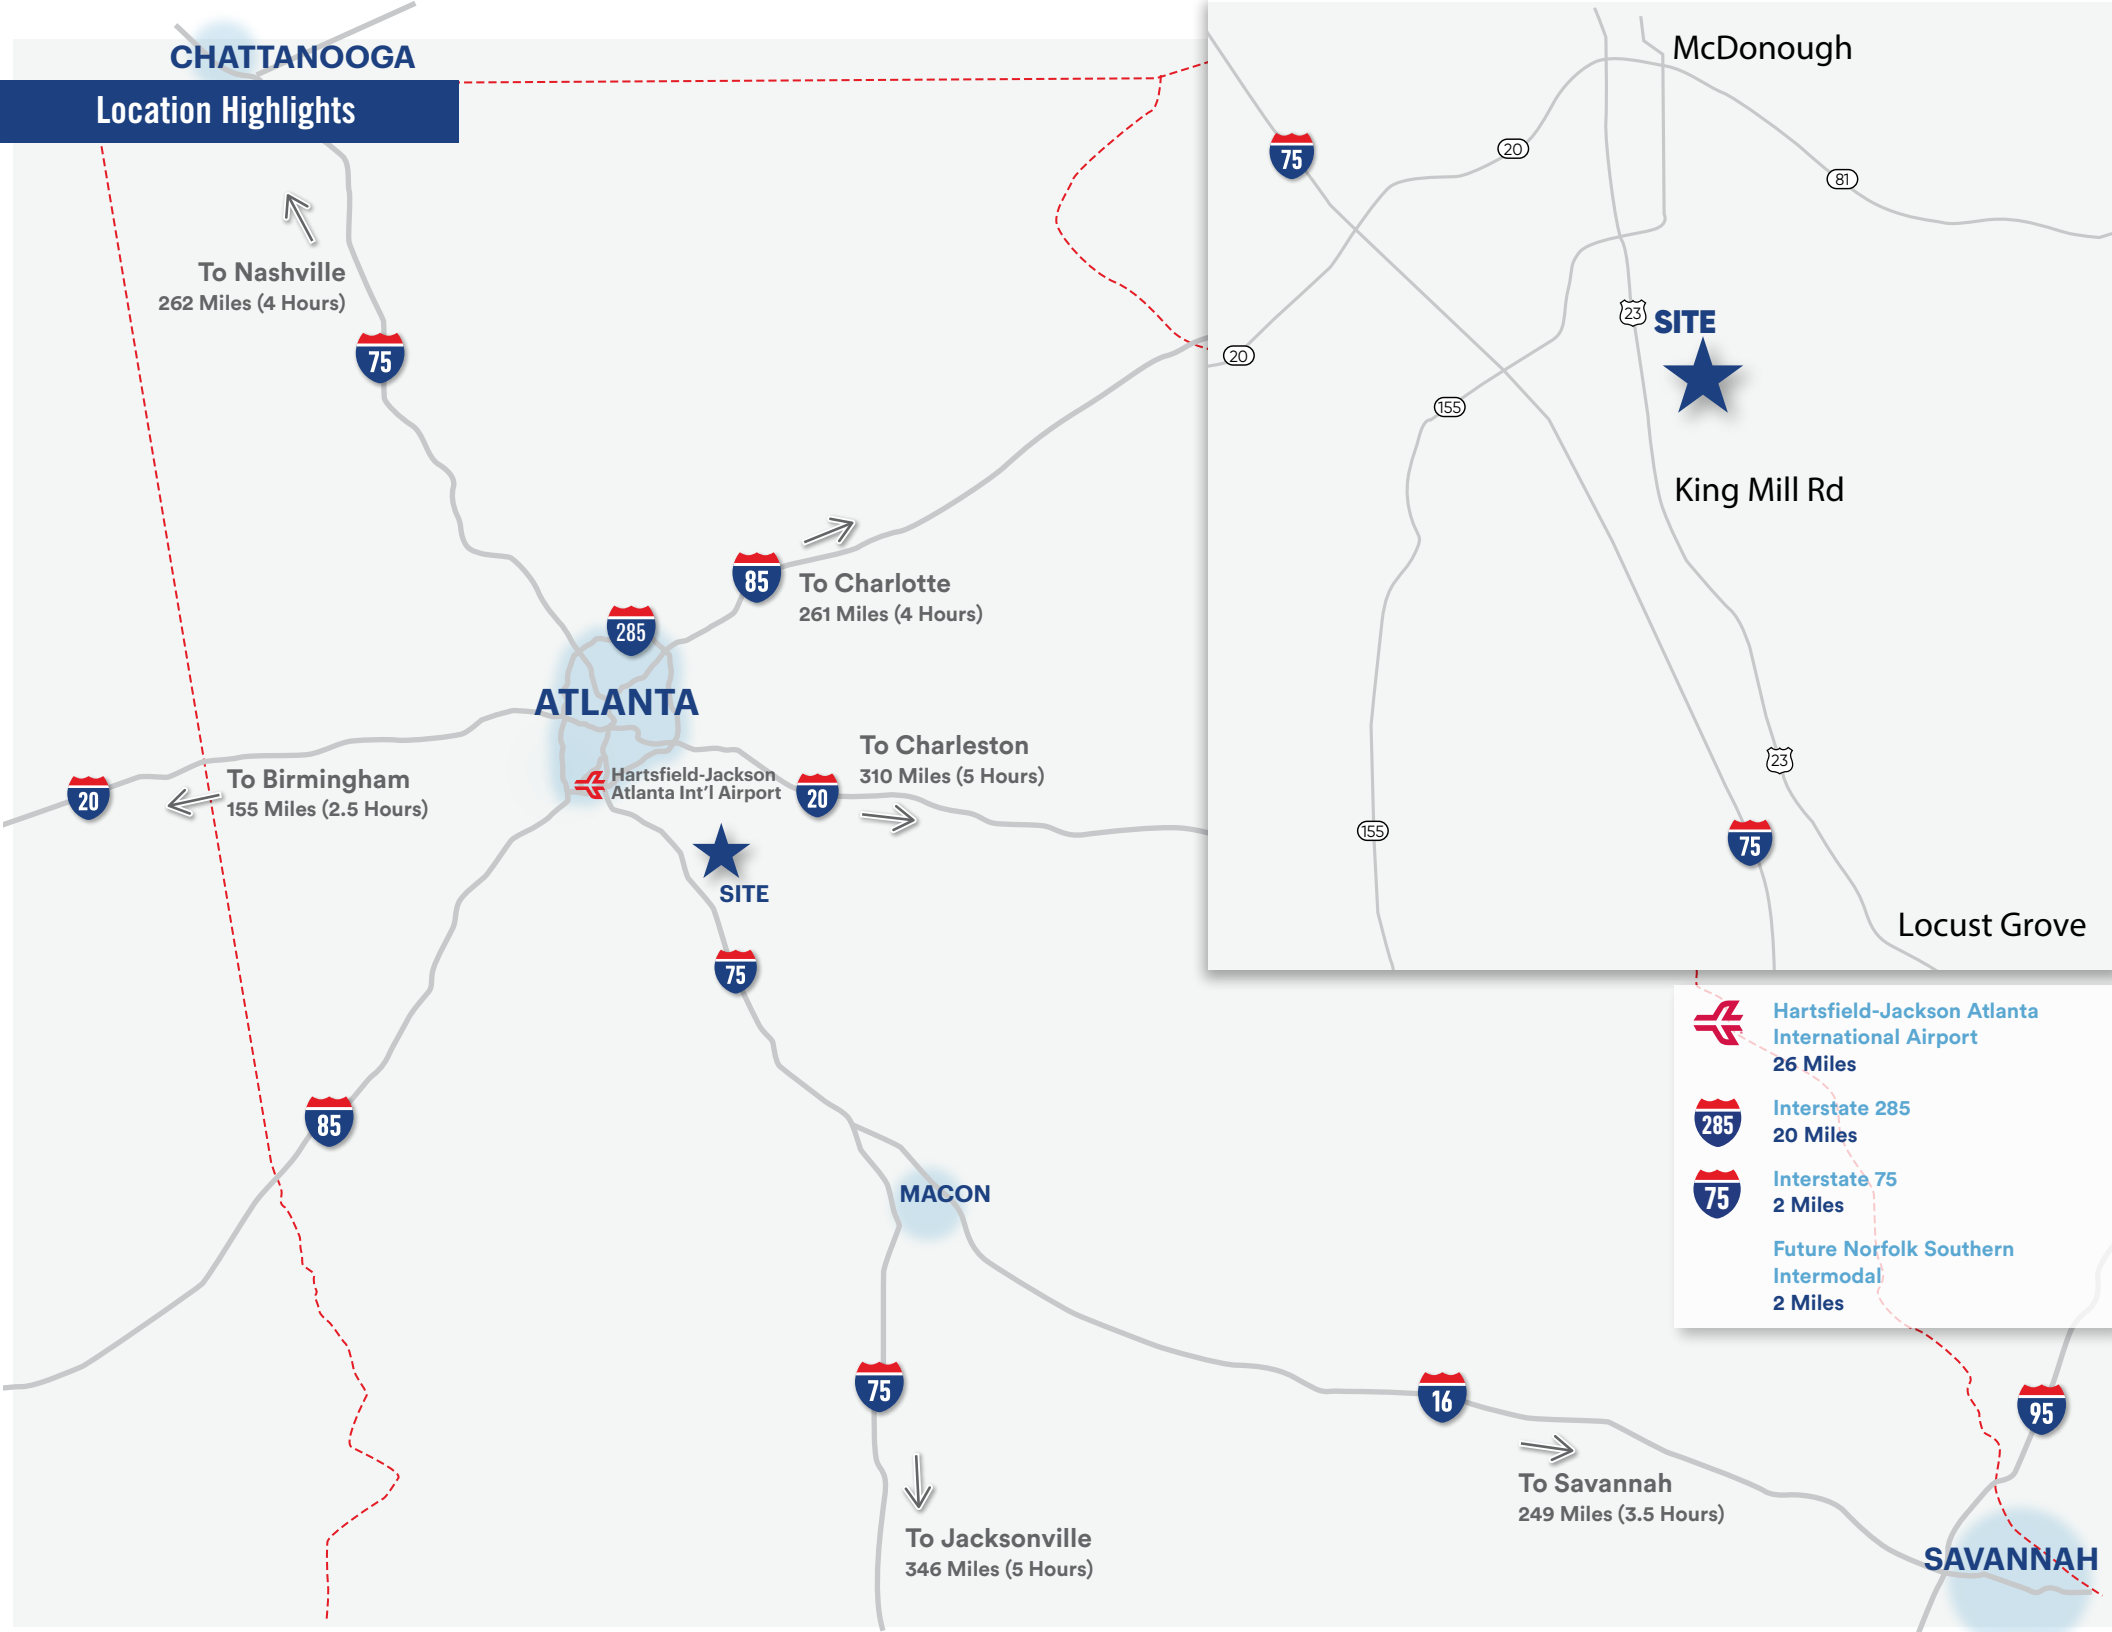 CHATTANOOGA
Location Highlights
To Nashville
262 Miles (4 Hours)
75
85
To Charlotte
261 Miles (4 Hours)
285
ATLANTA
To Charleston
310 Miles (5 Hours)
20
To Birmingham
155 Miles (2.5 Hours)
20
Hartsfield-Jackson
Atlanta Int'l Airport
SITE
75
85
MACON
75
To Jacksonville
346 Miles (5 Hours)
16
To Savannah
249 Miles (3.5 Hours)
95
SAVANNAH
McDonough
75
20
81
23
SITE
20
155
King Mill Rd
23
155
75
Locust Grove
Hartsfield-Jackson Atlanta
International Airport
26 Miles
285
Interstate 285
20 Miles
75
Interstate 75
2 Miles
Future Norfolk Southern
Intermodal
2 Miles